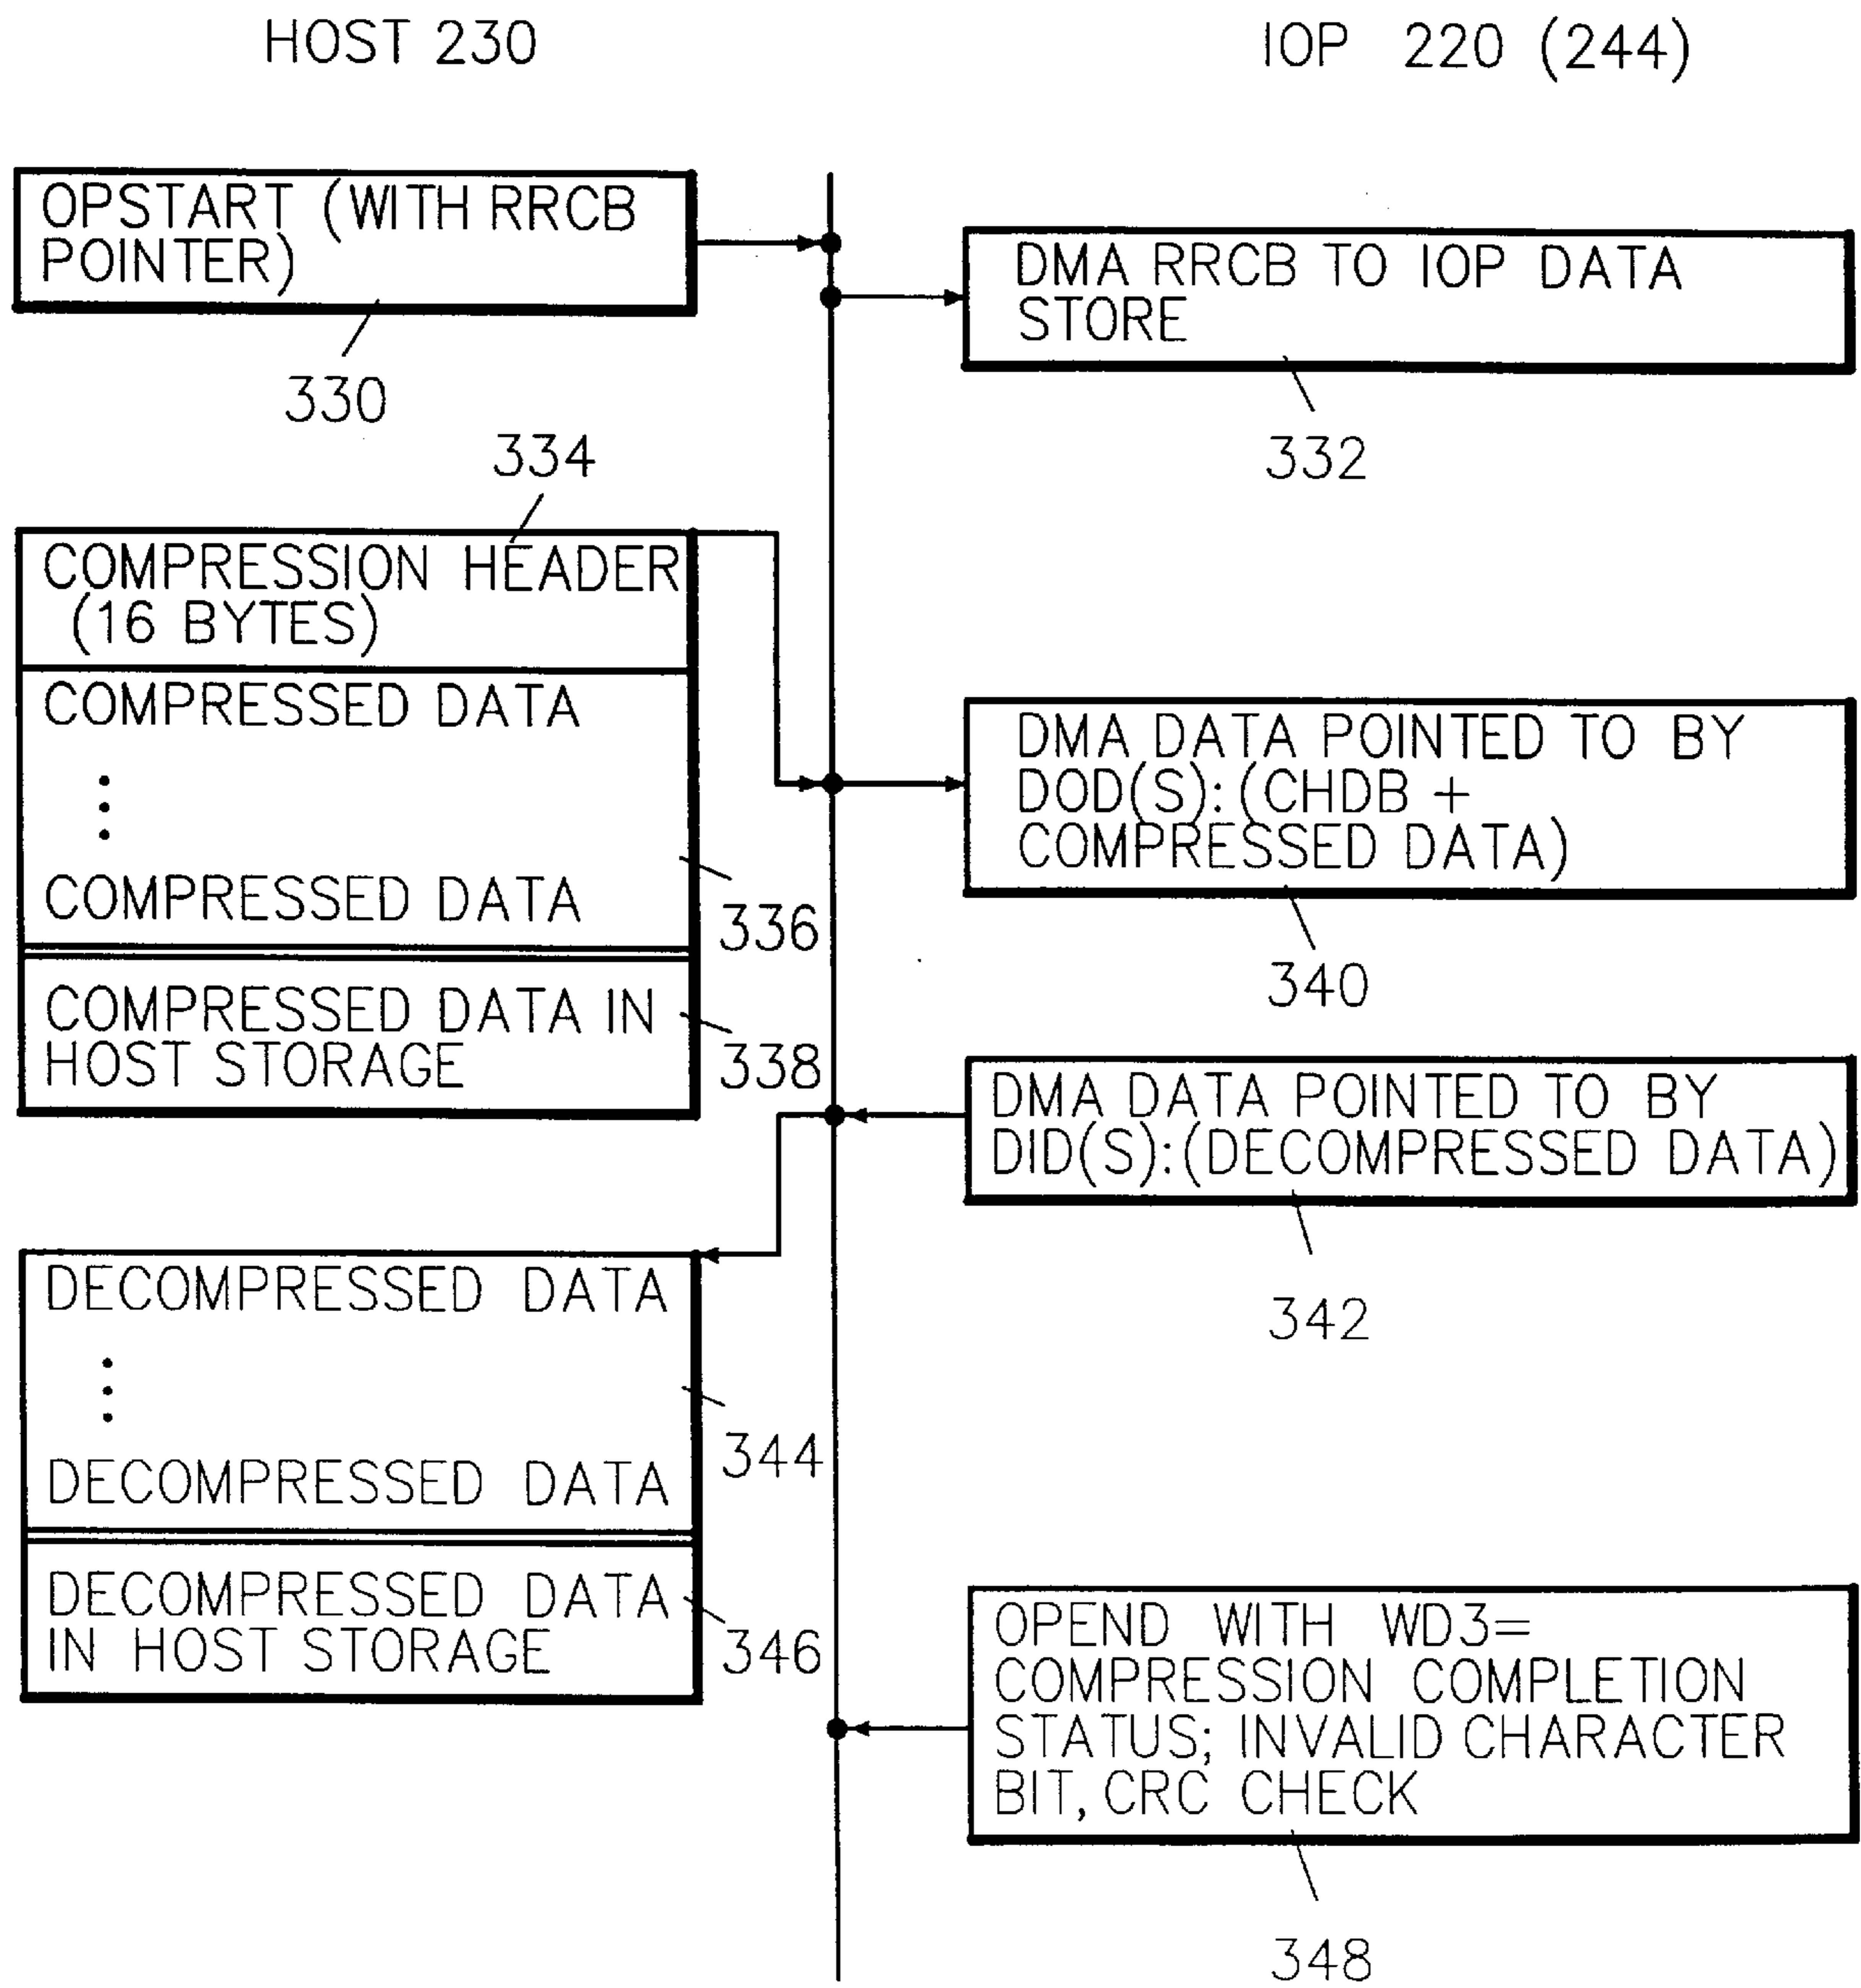 HOST 230
IOP 220 (244)
OPSTART (WITH RRCB
POINTER)
330
DMA RRCB TO IOP DATA
STORE
332
334
COMPRESSION HEADER
(16 BYTES)
COMPRESSED DATA
COMPRESSED DATA
336
COMPRESSED DATA IN
HOST STORAGE
338
DMA DATA POINTED TO BY
DOD(S):(CHDB +
COMPRESSED DATA)
340
DMA DATA POINTED TO BY
DID(S):(DECOMPRESSED DATA)
342
DECOMPRESSED DATA
DECOMPRESSED DATA
344
DECOMPRESSED DATA
IN HOST STORAGE
346
OPEND WITH WD3=
COMPRESSION COMPLETION
STATUS; INVALID CHARACTER
BIT, CRC CHECK
348